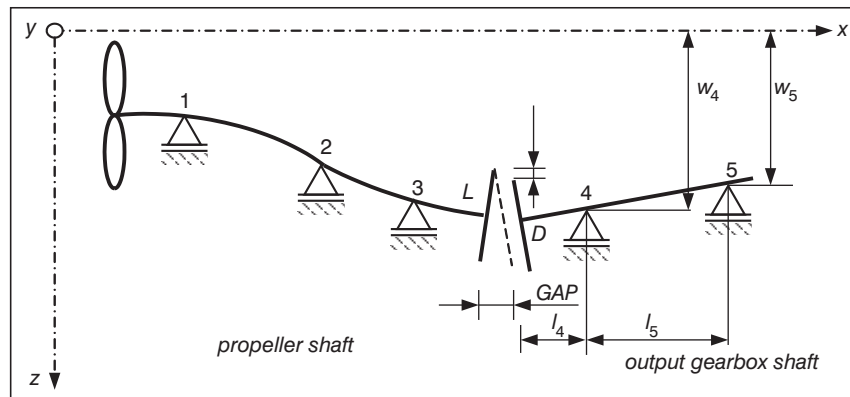 y
x
w4
w5
1
2
3
L
4
5
D
GAP
l4
l5
propeller shaft
output gearbox shaft
z